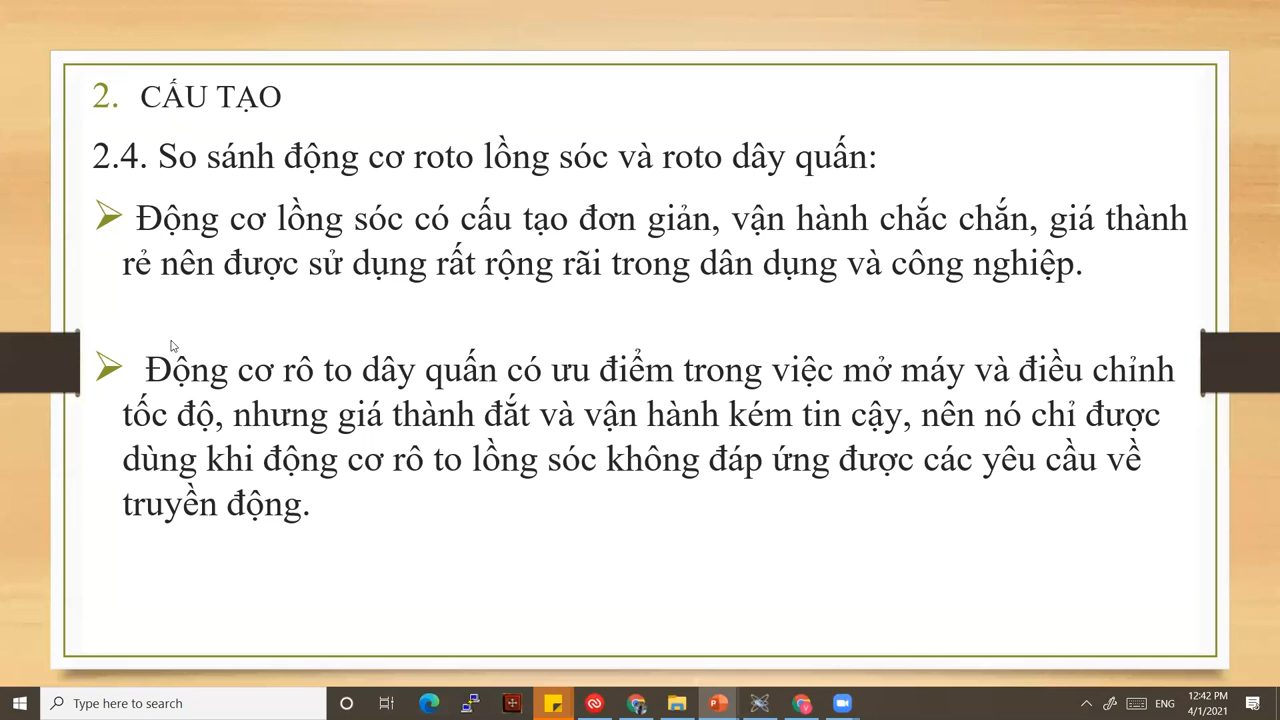 2. CẤU TẠO
2.4. So sánh động cơ roto lồng sóc và roto dây quấn:
Động cơ lồng sóc có cấu tạo đơn giản, vận hành chắc chắn, giá thành
rẻ nên được sử dụng rất rộng rãi trong dân dụng và công nghiệp.
Động cơ rô to dây quấn có ưu điểm trong việc mở máy và điều chỉnh
tốc độ, nhưng giá thành đắt và vận hành kém tin cậy, nên nó chỉ được
dùng khi động cơ rô to lồng sóc không đáp ứng được các yêu cầu về
truyền động.
Type here to search
ENG
12:42 PM
4/1/2021